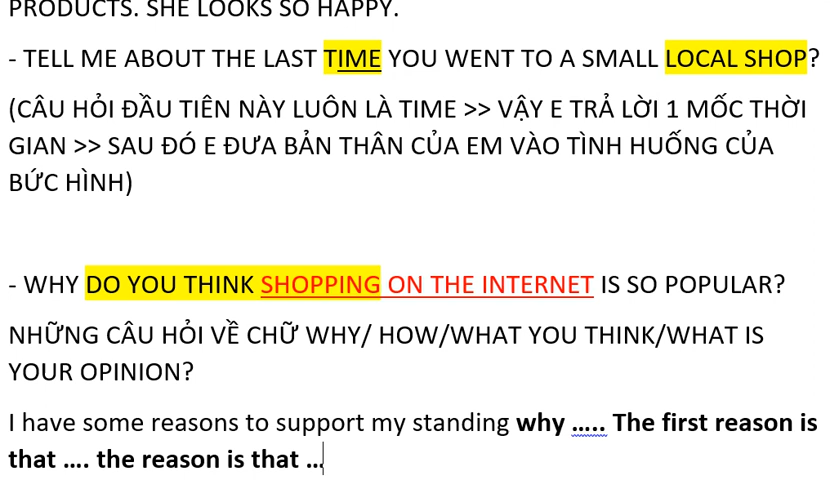 PRODUCTS. SHE LOOKS SO HAPPY.
- TELL ME ABOUT THE LAST TIME YOU WENT TO A SMALL LOCAL SHOP?
(CÂU HỎI ĐẦU TIÊN NÀY LUÔN LÀ TIME >> VẬY E TRẢ LỜI 1 MỐC THỜI
GIAN >> SAU ĐÓ E ĐƯA BẢN THÂN CỦA EM VÀO TÌNH HUỐNG CỦA
BỨC HÌNH)
- WHY DO YOU THINK SHOPPING ON THE INTERNET IS SO POPULAR?
NHỮNG CÂU HỎI VỀ CHỮ WHY/ HOW/WHAT YOU THINK/WHAT IS
YOUR OPINION?
I have some reasons to support my standing why ..... The first reason is
that .... the reason is that ...